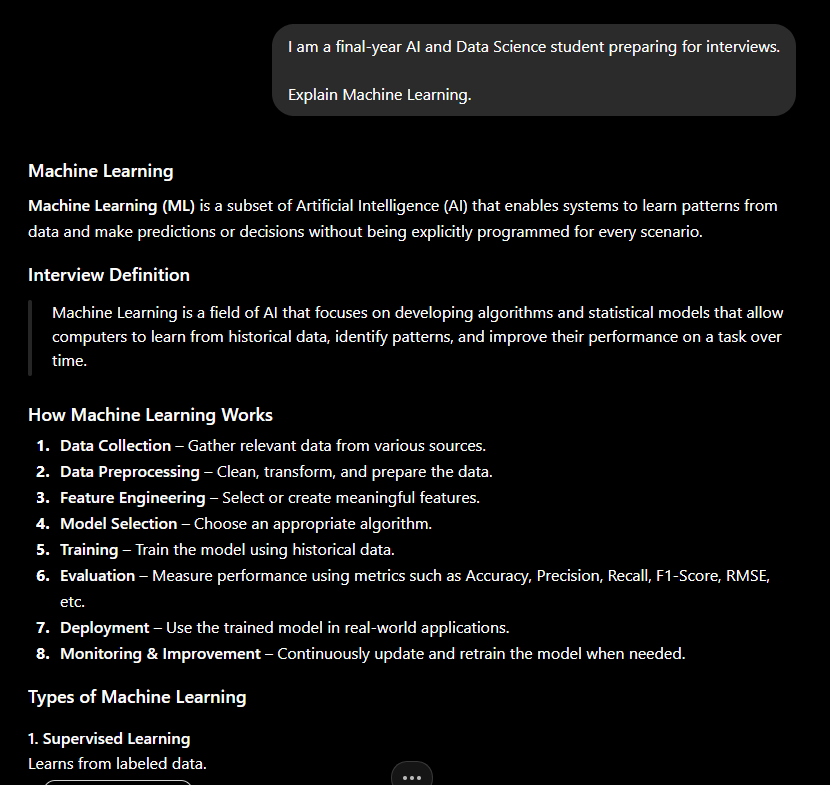 I am a final-year AI and Data Science student preparing for interviews.
Explain Machine Learning.
Machine Learning
Machine Learning (ML) is a subset of Artificial Intelligence (AI) that enables systems to learn patterns from
data and make predictions or decisions without being explicitly programmed for every scenario.
Interview Definition
Machine Learning is a field of AI that focuses on developing algorithms and statistical models that allow
computers to learn from historical data, identify patterns, and improve their performance on a task over
time.
How Machine Learning Works
1. Data Collection – Gather relevant data from various sources.
2. Data Preprocessing – Clean, transform, and prepare the data.
3. Feature Engineering – Select or create meaningful features.
4. Model Selection – Choose an appropriate algorithm.
5. Training – Train the model using historical data.
6. Evaluation – Measure performance using metrics such as Accuracy, Precision, Recall, F1-Score, RMSE,
etc.
7. Deployment – Use the trained model in real-world applications.
8. Monitoring & Improvement – Continuously update and retrain the model when needed.
Types of Machine Learning
1. Supervised Learning
Learns from labeled data.